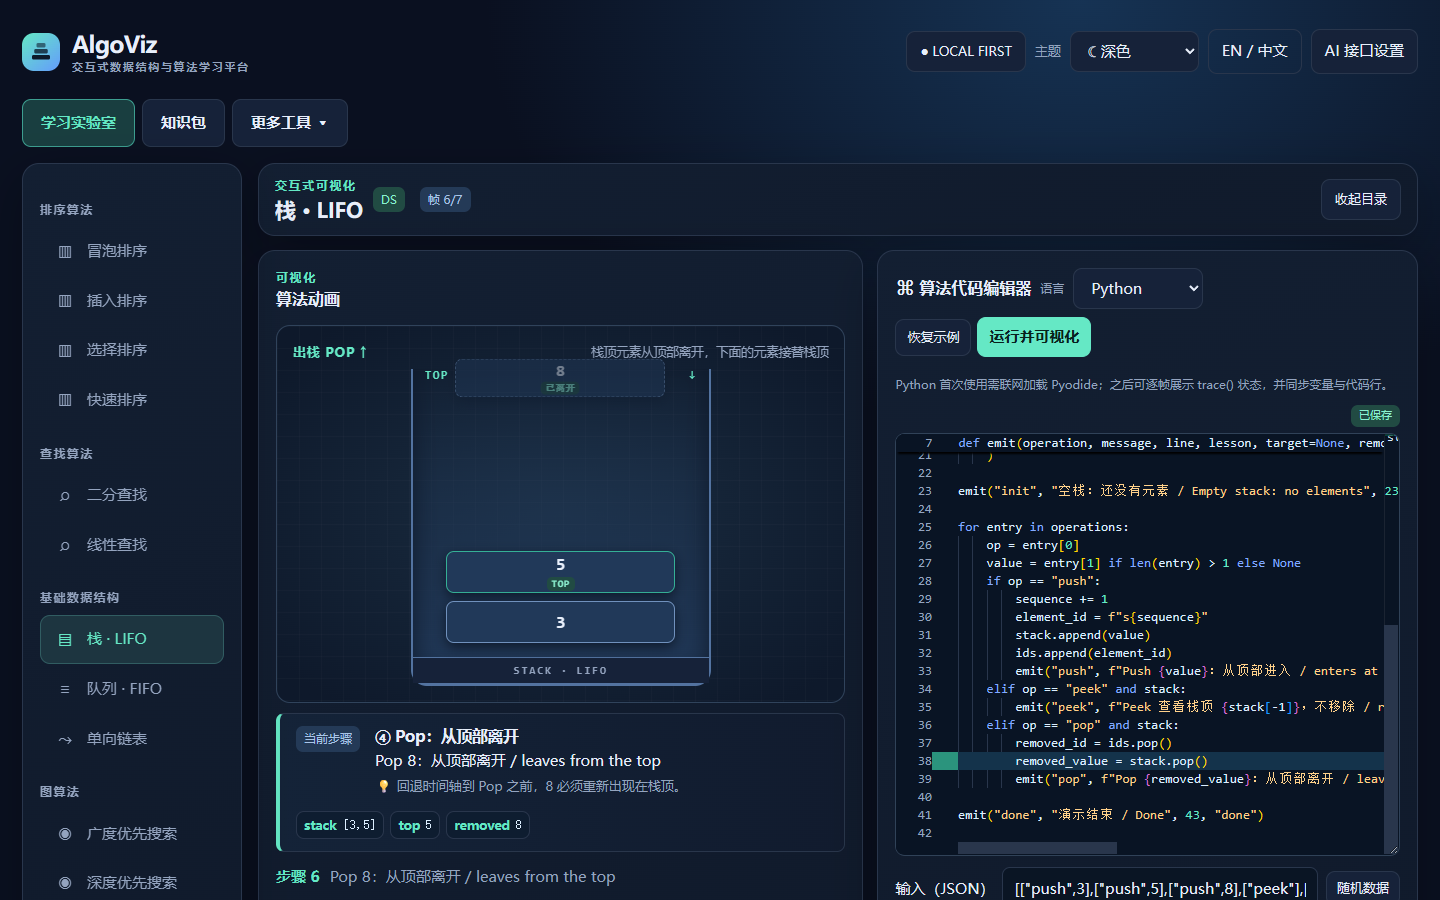 AlgoViz
交互式数据结构与算法学习平台
● LOCAL FIRST
主题
☾ 深色
EN / 中文
AI 接口设置
学习实验室
知识包
更多工具 ▾
排序算法
冒泡排序
插入排序
选择排序
快速排序
查找算法
二分查找
线性查找
基础数据结构
栈 · LIFO
队列 · FIFO
单向链表
图算法
广度优先搜索
深度优先搜索
交互式可视化
栈 • LIFO
DS
帧 6/7
收起目录
可视化
算法动画
出栈 POP ↑
栈顶元素从顶部离开，下面的元素接替栈顶
TOP
8
已离开
↓
5
TOP
3
STACK · LIFO
当前步骤
④ Pop：从顶部离开
Pop 8：从顶部离开 / leaves from the top
💡 回退时间轴到 Pop 之前，8 必须重新出现在栈顶。
stack [3,5]
top 5
removed 8
步骤 6 Pop 8：从顶部离开 / leaves from the top
⌘ 算法代码编辑器
语言
Python
恢复示例
运行并可视化
Python 首次使用需联网加载 Pyodide；之后可逐帧展示 trace() 状态，并同步变量与代码行。
已保存
7 def emit(operation, message, line, lesson, target=None, remo
21 )
22
23 emit("init", "空栈：还没有元素 / Empty stack: no elements", 23
24
25 for entry in operations:
26 op = entry[0]
27 value = entry[1] if len(entry) > 1 else None
28 if op == "push":
29 sequence += 1
30 element_id = f"s{sequence}"
31 stack.append(value)
32 ids.append(element_id)
33 emit("push", f"Push {value}：从顶部进入 / enters at
34 elif op == "peek" and stack:
35 emit("peek", f"Peek 查看栈顶 {stack[-1]}，不移除 / r
36 elif op == "pop" and stack:
37 removed_id = ids.pop()
38 removed_value = stack.pop()
39 emit("pop", f"Pop {removed_value}：从顶部离开 / leav
40
41 emit("done", "演示结束 / Done", 43, "done")
42
输入（JSON）
[["push",3],["push",5],["push",8],["peek"],[
随机数据